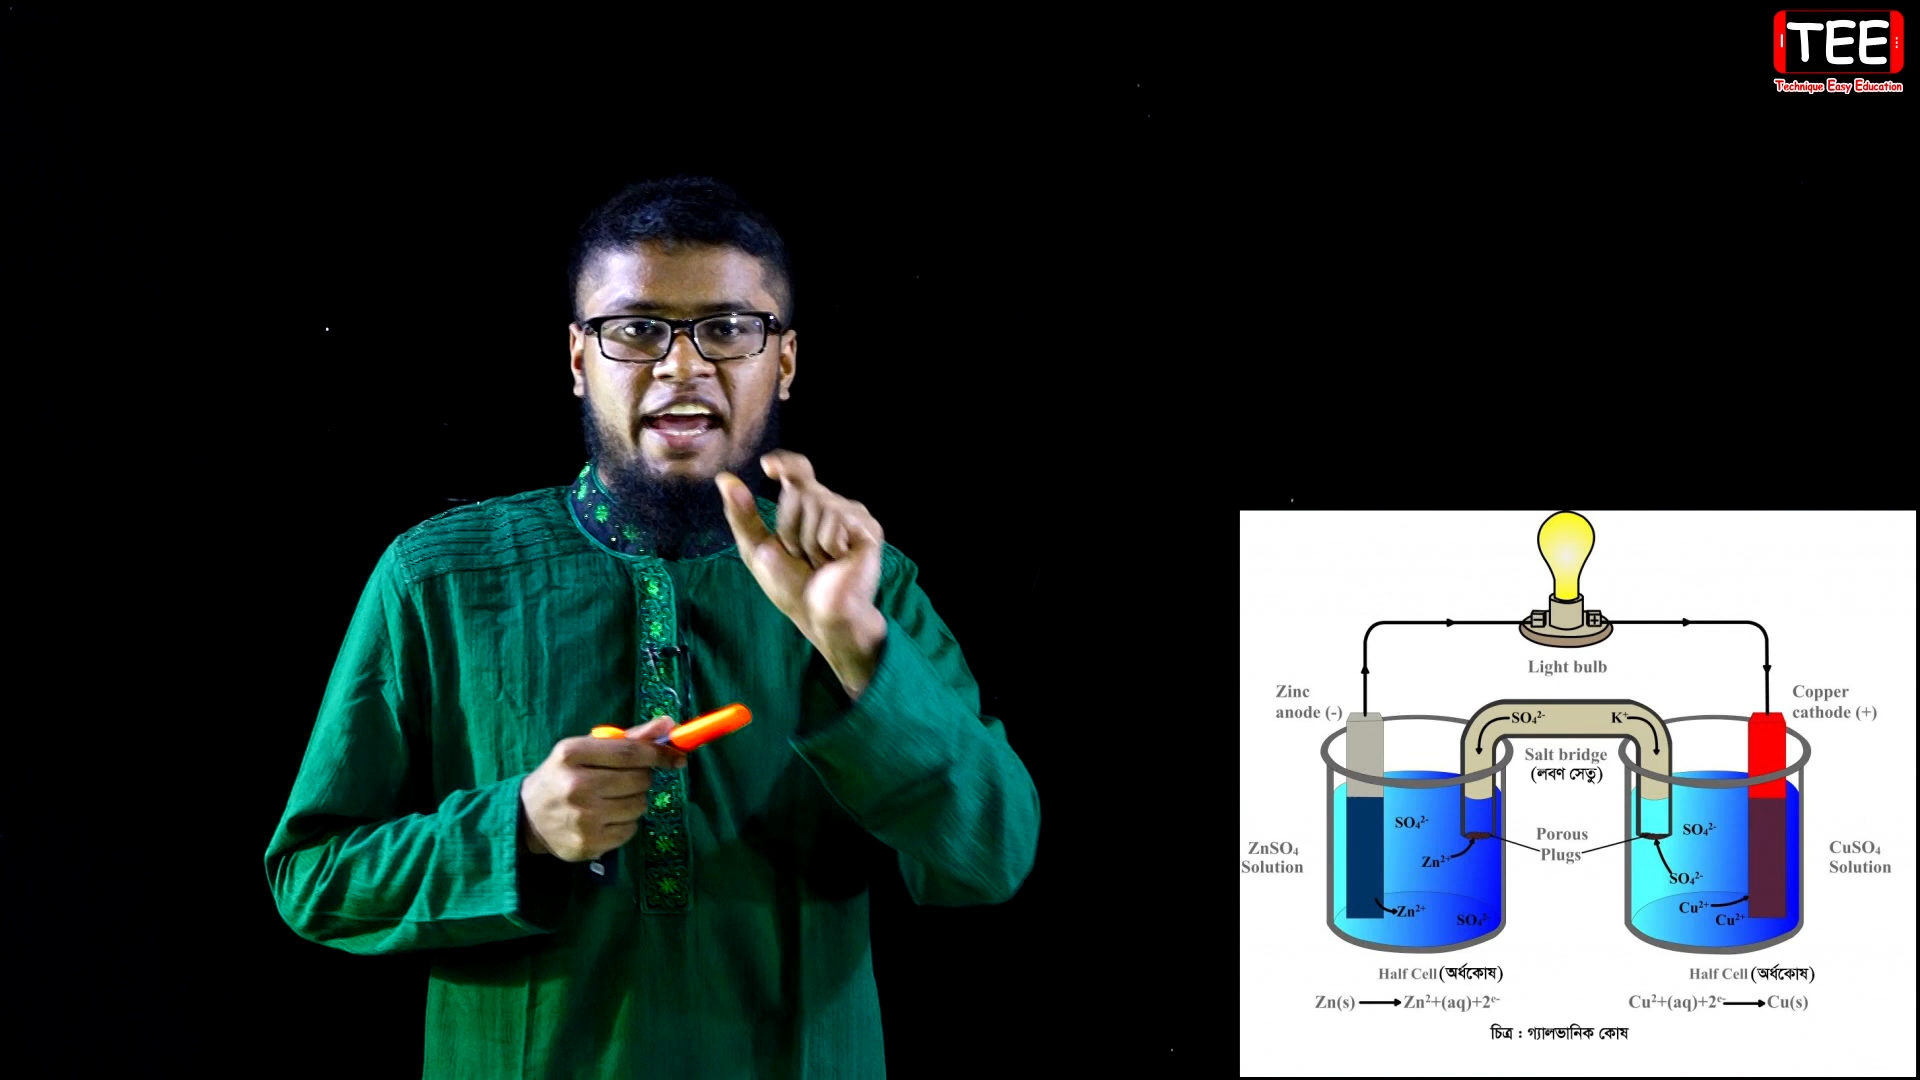 TEE
Technique Easy Education
Light bulb
Zinc
anode (-)
Copper
cathode (+)
SO₄²⁻
K⁺
Salt bridge
(লবণ সেতু)
SO₄²⁻
SO₄²⁻
Porous
Plugs
ZnSO₄
Solution
CuSO₄
Solution
Zn²⁺
SO₄²⁻
Zn²⁺
SO₄²⁻
Cu²⁺
Cu²⁺
Half Cell (অর্ধকোষ)
Half Cell (অর্ধকোষ)
Zn(s) ⟶ Zn²+(aq)+2ᵉ⁻
Cu²+(aq)+2ᵉ⁻ ⟶ Cu(s)
চিত্র : গ্যালভানিক কোষ